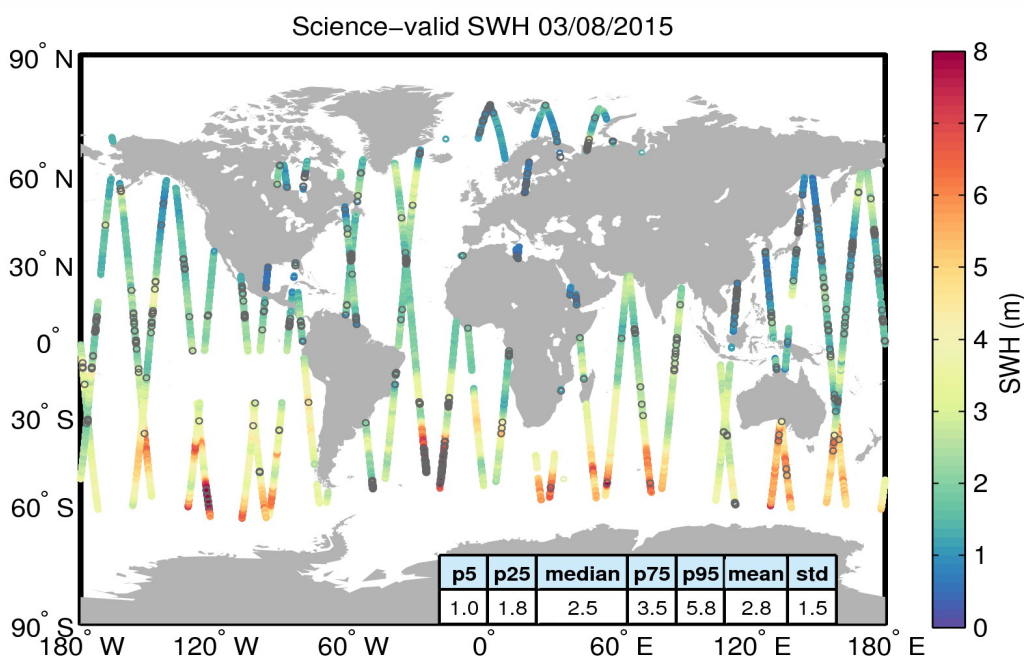 Science−valid SWH 03/08/2015
90° N
60° N
30° N
0°
30° S
60° S
90° S
180° W
120° W
60° W
0°
60° E
120° E
180° E
8
7
6
5
4
3
2
1
0
SWH (m)
p5 p25 median p75 p95 mean std
1.0 1.8 2.5 3.5 5.8 2.8 1.5